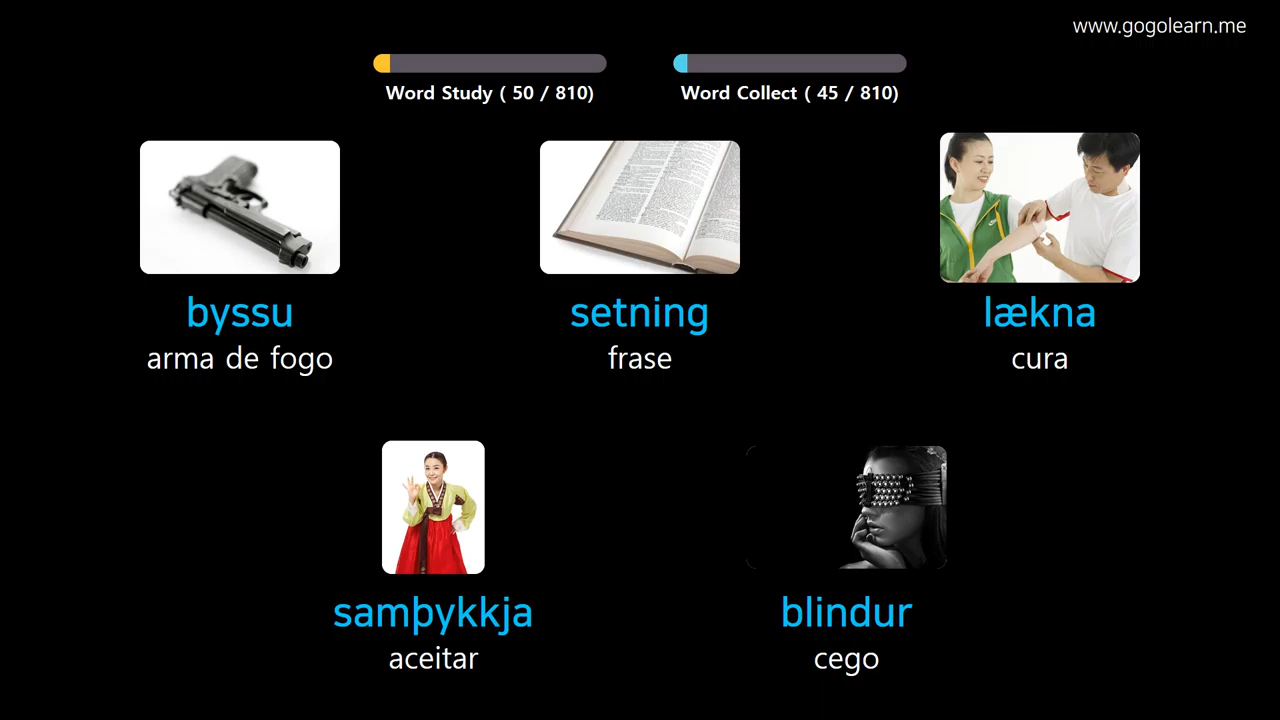 www.gogolearn.me
Word Study ( 50 / 810)
Word Collect ( 45 / 810)
byssu
arma de fogo
setning
frase
lækna
cura
samþykkja
aceitar
blindur
cego